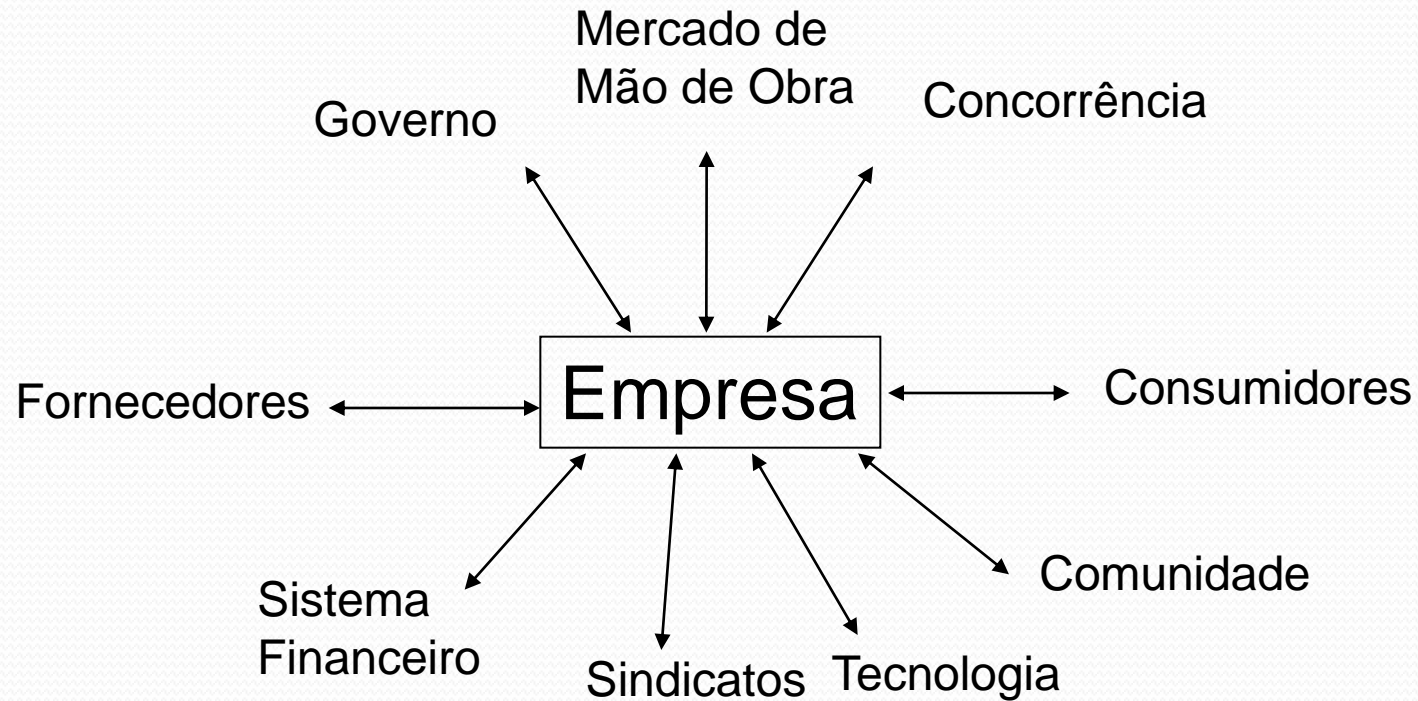 Mercado de
Mão de Obra
Governo
Concorrência
Fornecedores
Empresa
Consumidores
Sistema
Financeiro
Sindicatos
Tecnologia
Comunidade